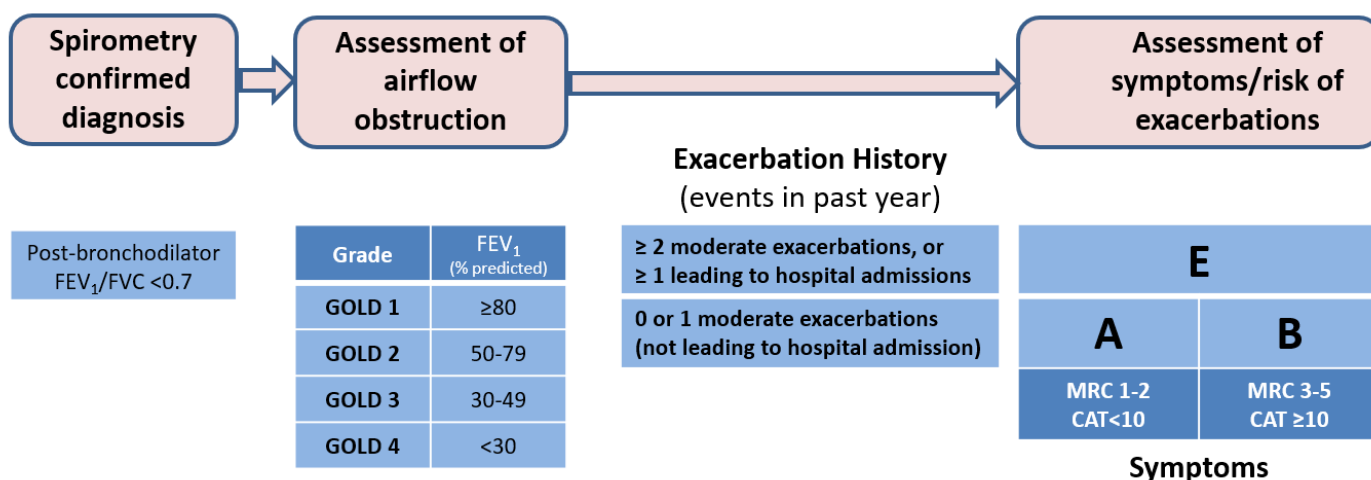 Spirometry
confirmed
diagnosis
Assessment of
airflow
obstruction
Assessment of
symptoms/risk of
exacerbations
Post-bronchodilator
FEV₁/FVC <0.7
Grade FEV₁
(% predicted)
GOLD 1 ≥80
GOLD 2 50-79
GOLD 3 30-49
GOLD 4 <30
Exacerbation History
(events in past year)
≥ 2 moderate exacerbations, or
≥ 1 leading to hospital admissions
0 or 1 moderate exacerbations
(not leading to hospital admission)
E
A B
MRC 1-2 MRC 3-5
CAT<10 CAT ≥10
Symptoms